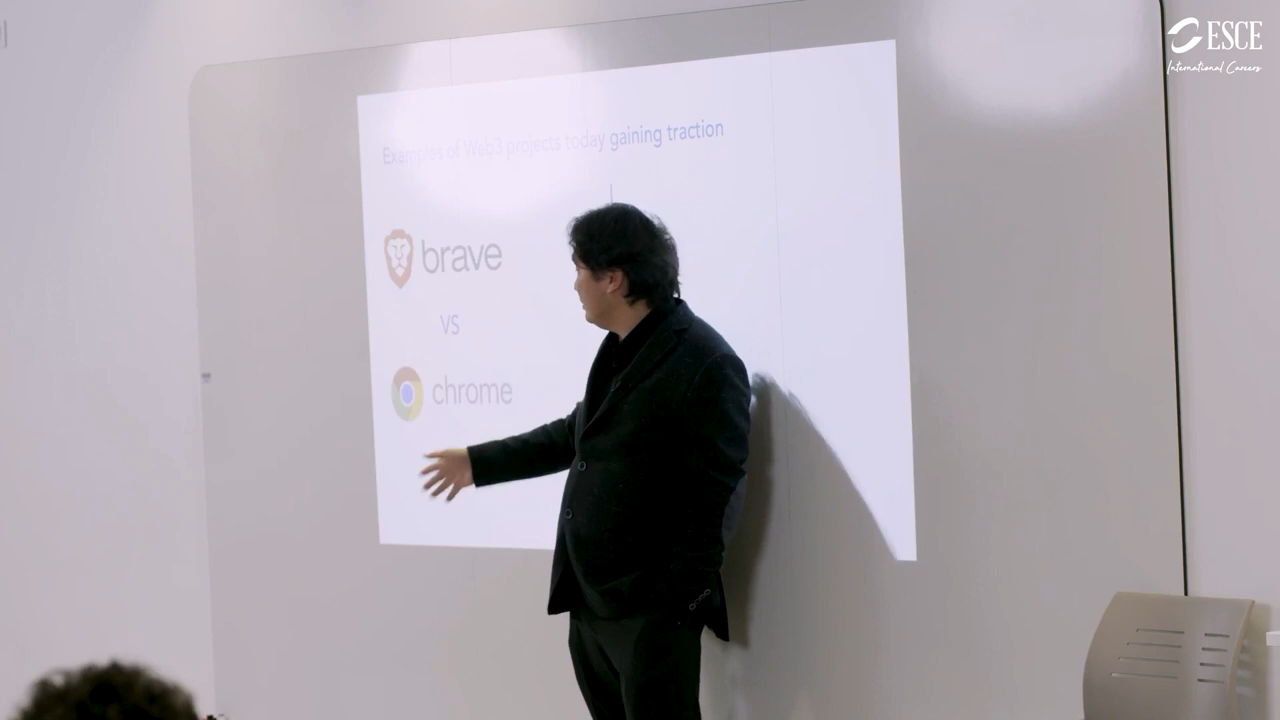 Examples of Web3 projects today gaining traction
brave
VS
chrome
ESCE
International Careers